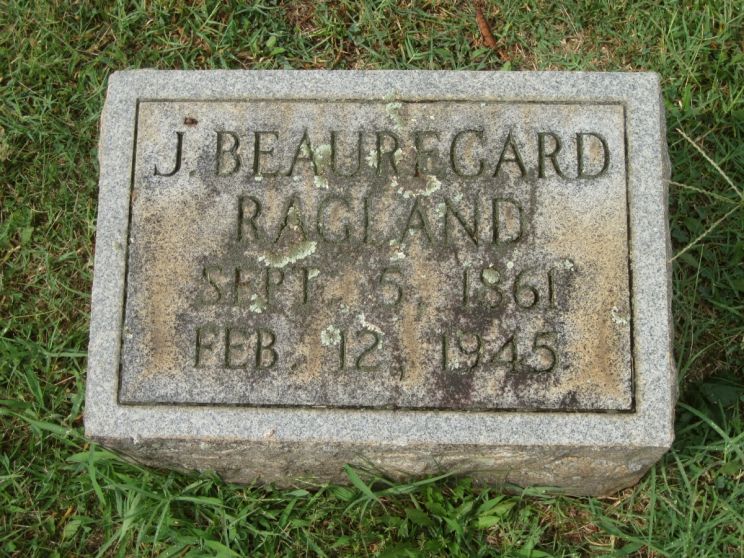 J. BEAUREGARD
RAGLAND
SEPT. 5, 1861
FEB. 12, 1945